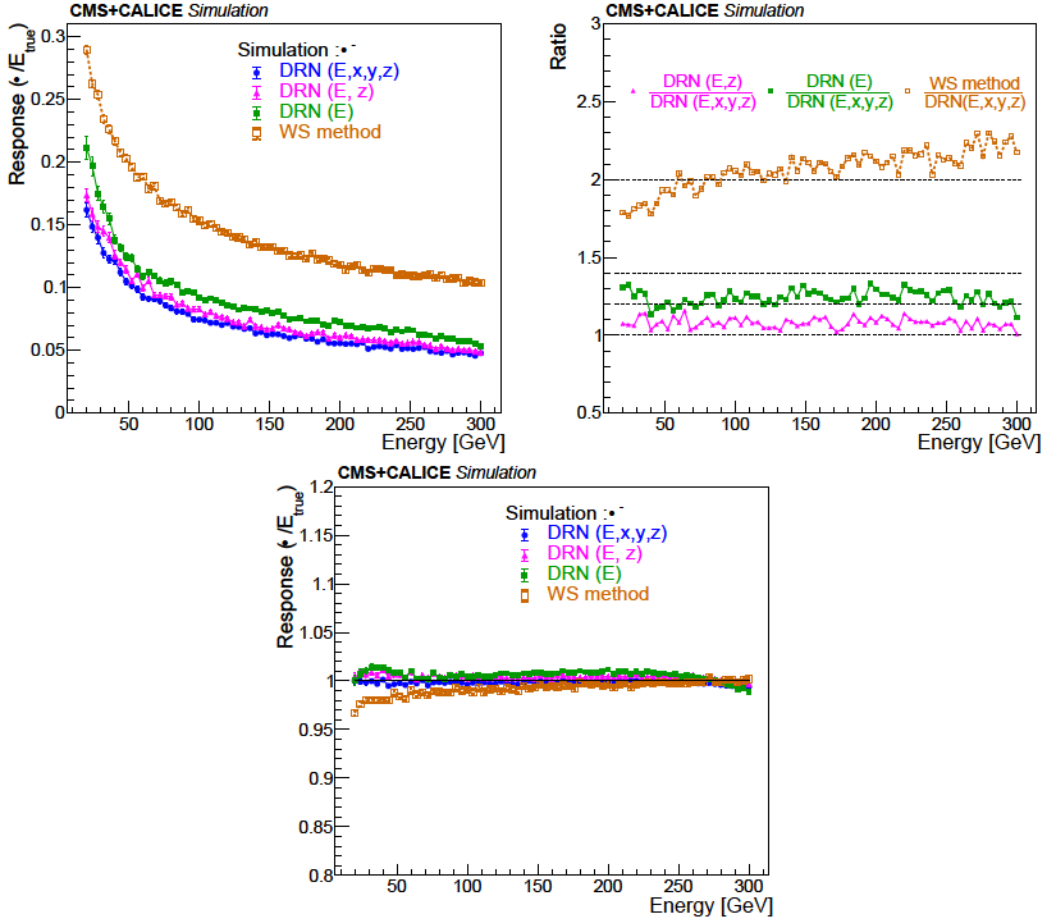 CMS+CALICE Simulation
Response (•/E_true)
0.3
0.25
0.2
0.15
0.1
0.05
0
Simulation :•⁻
DRN (E,x,y,z)
DRN (E, z)
DRN (E)
WS method
50 100 150 200 250 300
Energy [GeV]
CMS+CALICE Simulation
Ratio
3
2.5
2
1.5
1
0.5
DRN (E,z) DRN (E) WS method
DRN (E,x,y,z) DRN (E,x,y,z) DRN(E,x,y,z)
50 100 150 200 250 300
Energy [GeV]
CMS+CALICE Simulation
Response (•/E_true)
1.2
1.15
1.1
1.05
1
0.95
0.9
0.85
0.8
Simulation :•⁻
DRN (E,x,y,z)
DRN (E, z)
DRN (E)
WS method
50 100 150 200 250 300
Energy [GeV]